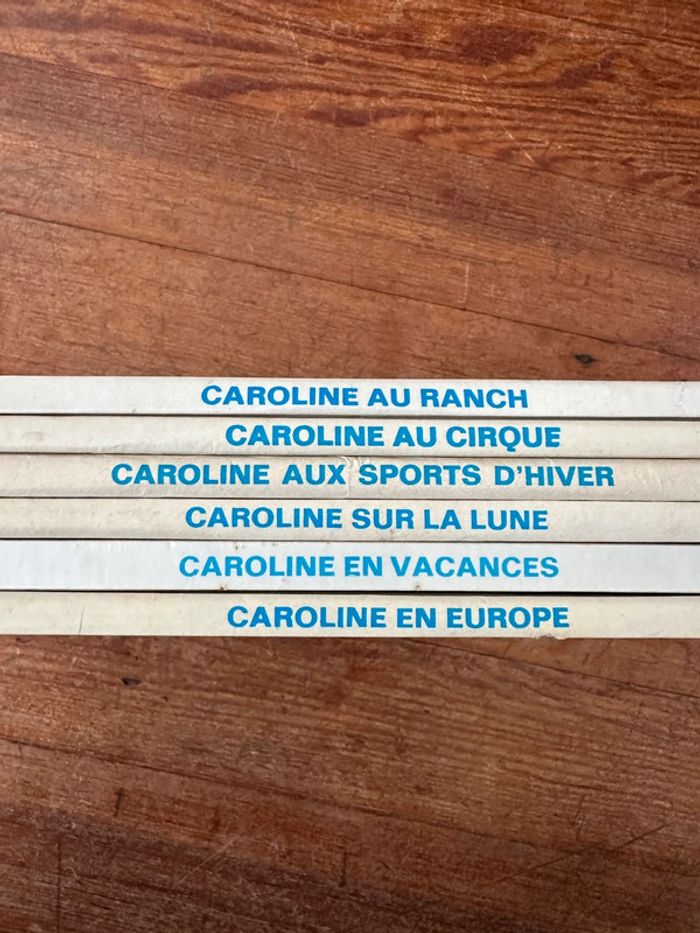 CAROLINE AU RANCH
CAROLINE AU CIRQUE
CAROLINE AUX SPORTS D'HIVER
CAROLINE SUR LA LUNE
CAROLINE EN VACANCES
CAROLINE EN EUROPE